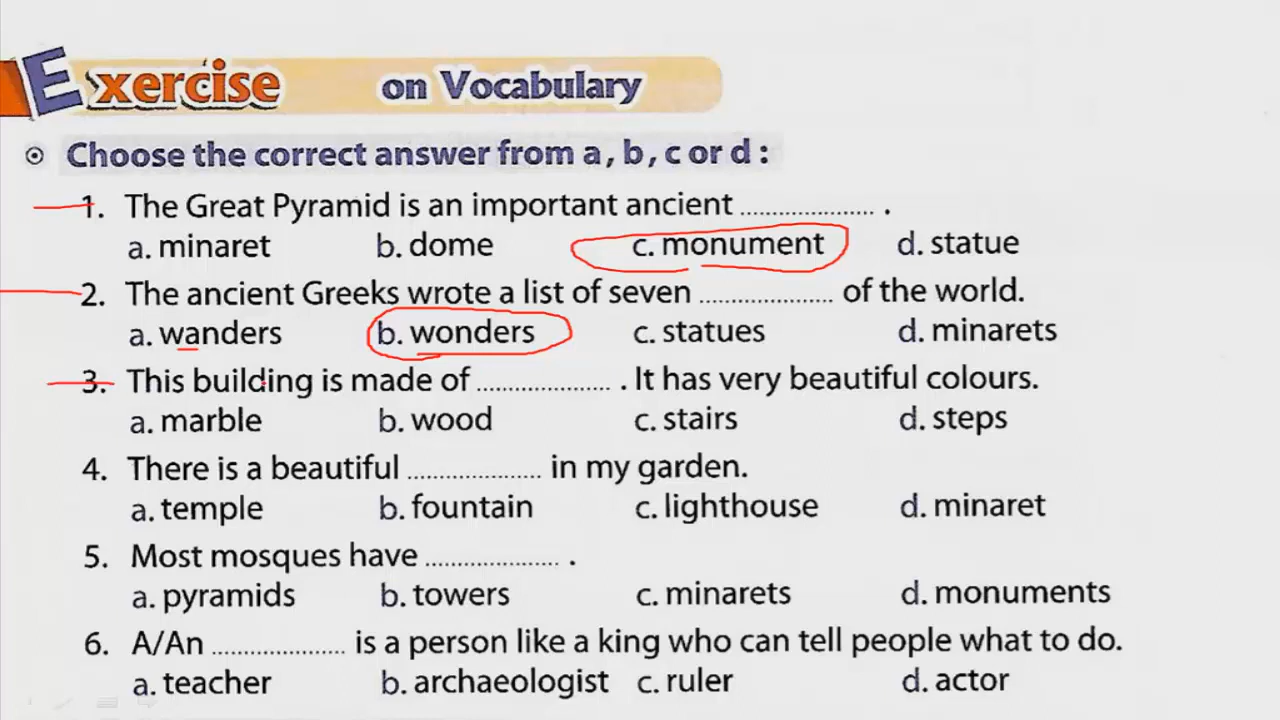 Exercise on Vocabulary
Choose the correct answer from a, b, c or d :
1. The Great Pyramid is an important ancient .................... .
a. minaret b. dome c. monument d. statue
2. The ancient Greeks wrote a list of seven .................... of the world.
a. wanders b. wonders c. statues d. minarets
3. This building is made of .................... . It has very beautiful colours.
a. marble b. wood c. stairs d. steps
4. There is a beautiful .................... in my garden.
a. temple b. fountain c. lighthouse d. minaret
5. Most mosques have .................... .
a. pyramids b. towers c. minarets d. monuments
6. A/An .................... is a person like a king who can tell people what to do.
a. teacher b. archaeologist c. ruler d. actor